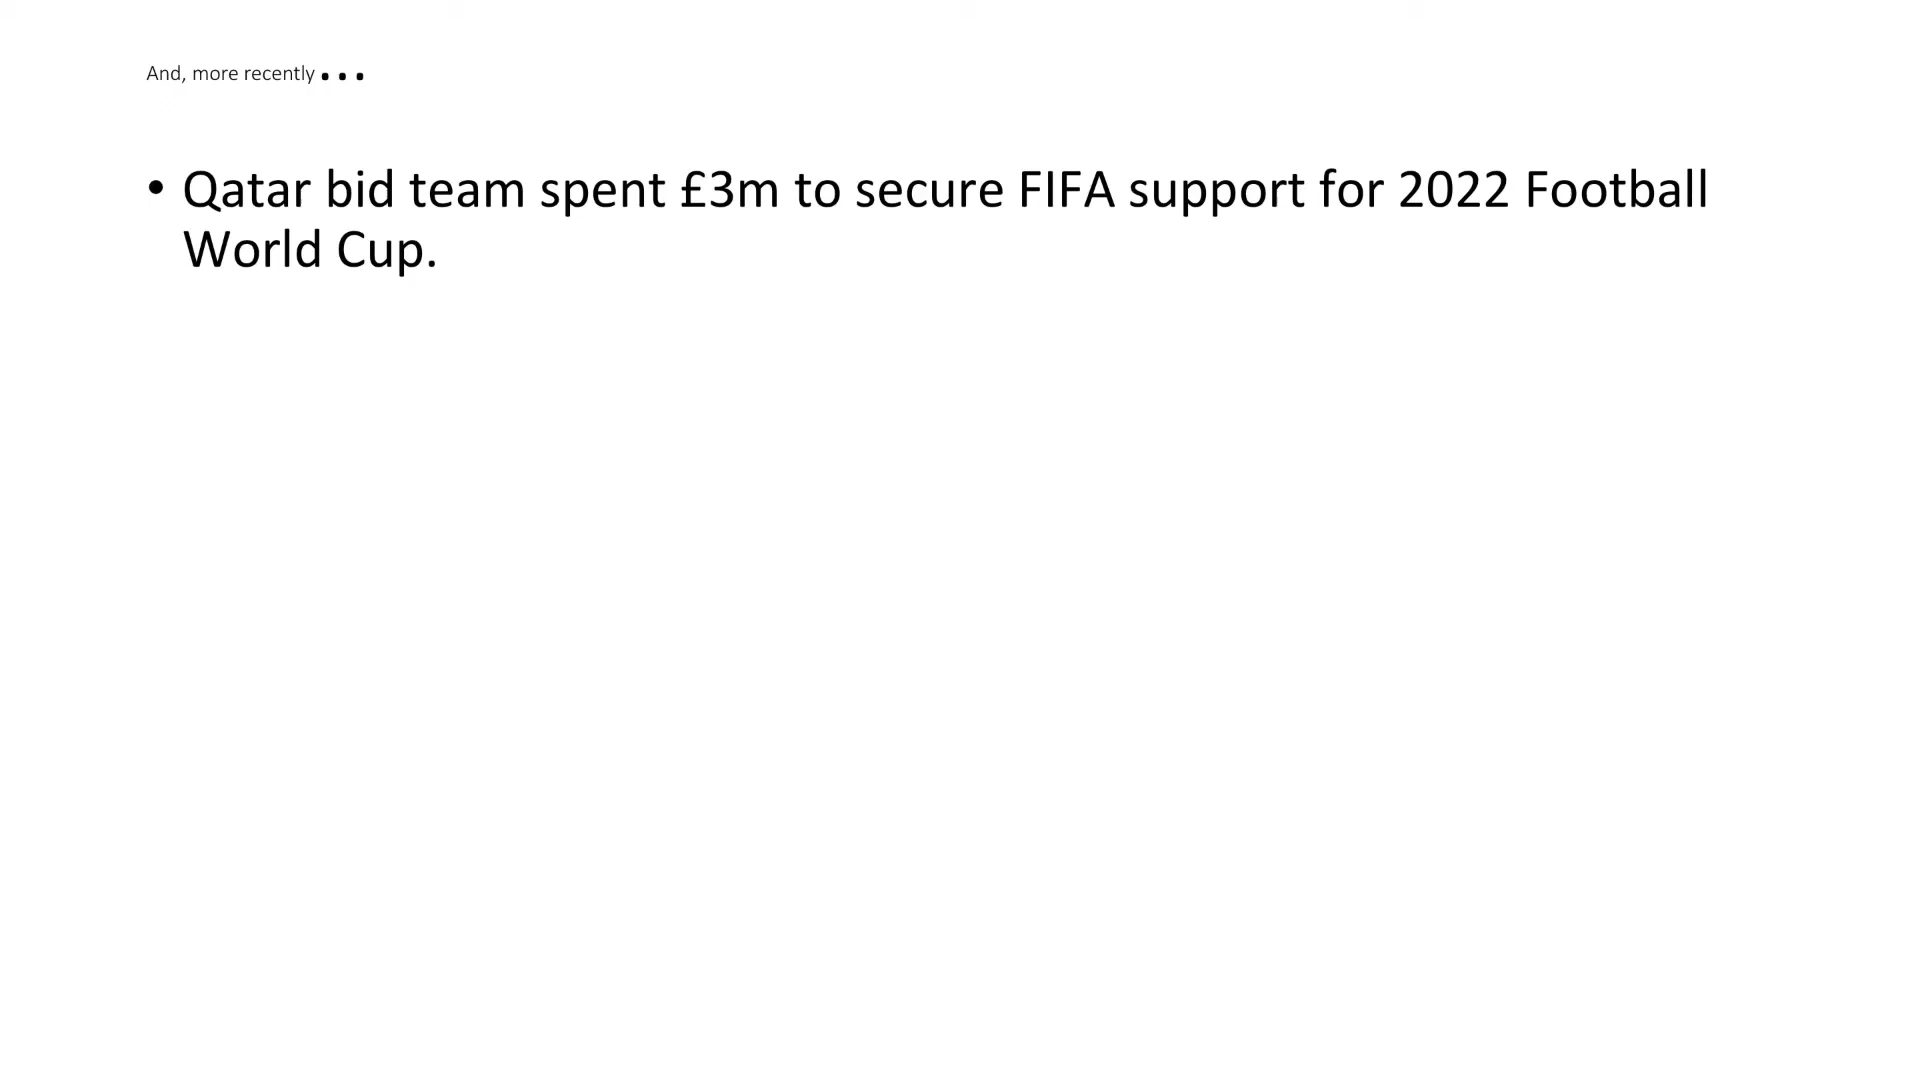 And, more recently...
• Qatar bid team spent £3m to secure FIFA support for 2022 Football
World Cup.